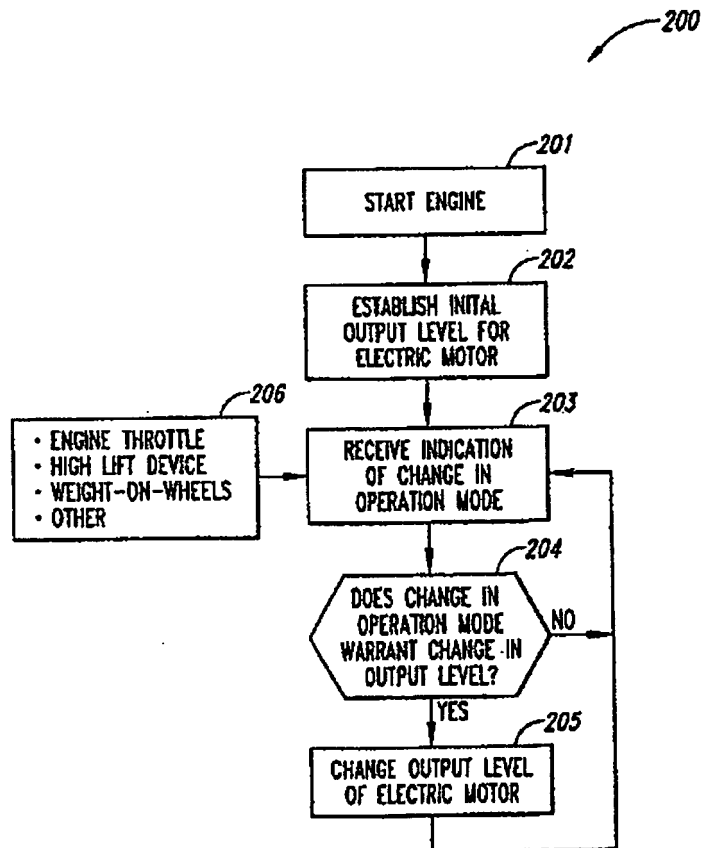 200
201
START ENGINE
202
ESTABLISH INITAL
OUTPUT LEVEL FOR
ELECTRIC MOTOR
206
• ENGINE THROTTLE
• HIGH LIFT DEVICE
• WEIGHT-ON-WHEELS
• OTHER
203
RECEIVE INDICATION
OF CHANGE IN
OPERATION MODE
204
DOES CHANGE IN
OPERATION MODE
WARRANT CHANGE IN
OUTPUT LEVEL?
NO
YES
205
CHANGE OUTPUT LEVEL
OF ELECTRIC MOTOR